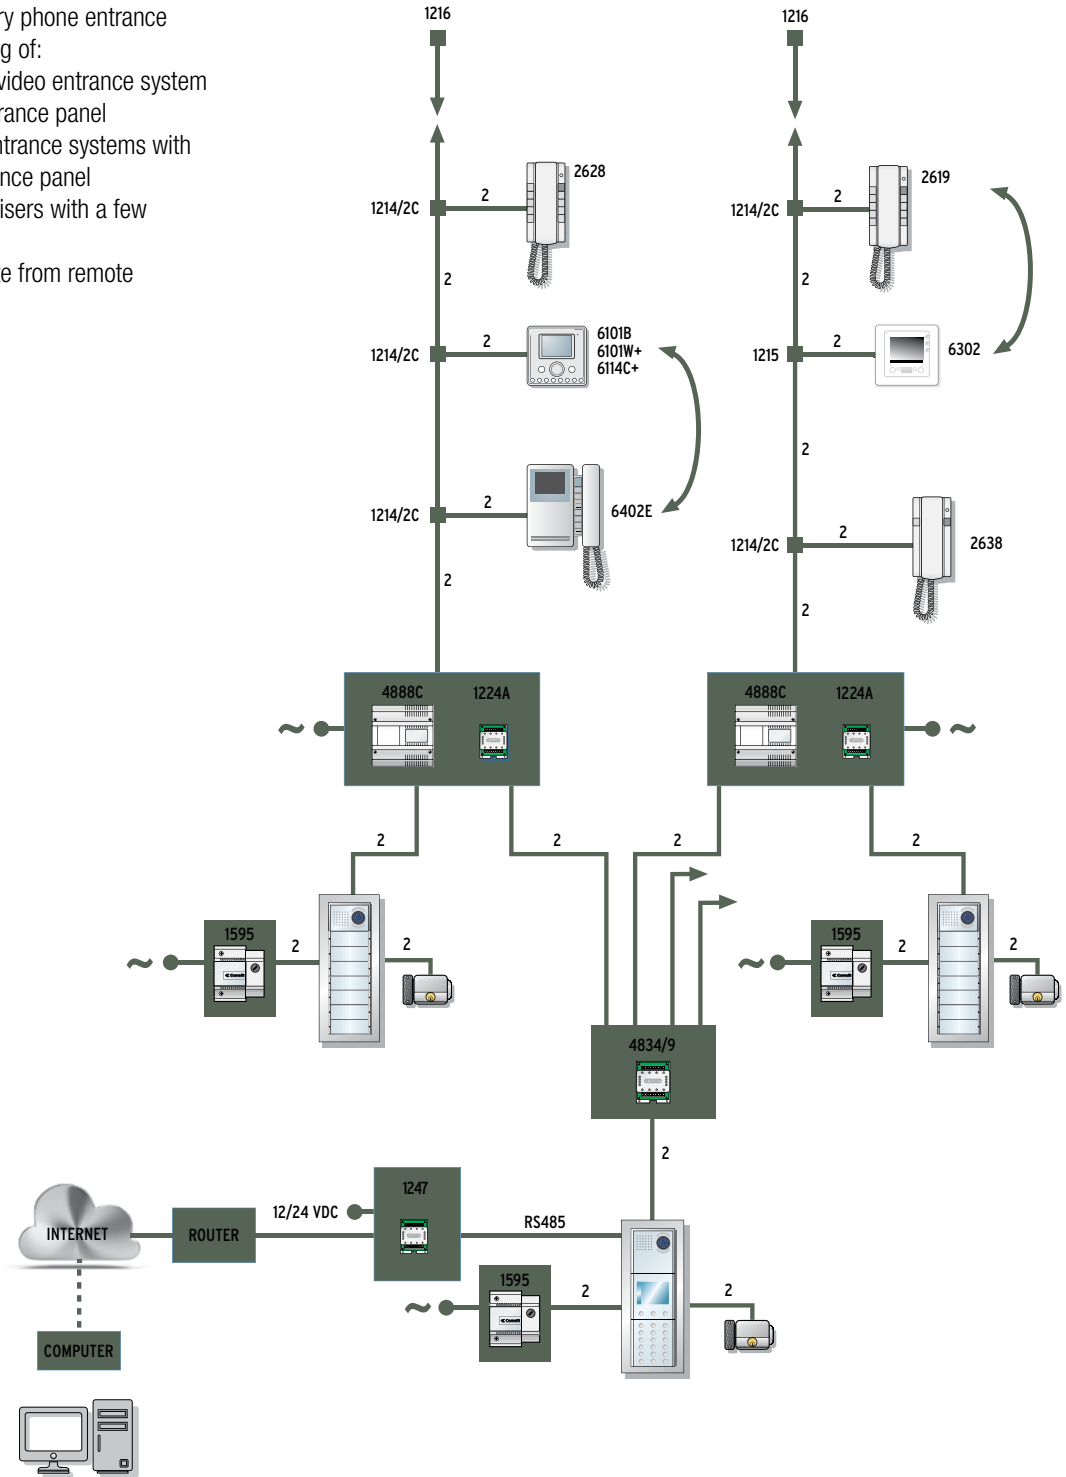 ry phone entrance
g of:
video entrance system
rance panel
ntrance systems with
nce panel
isers with a few
te from remote
1216
1216
2628
2
1214/2C
2619
2
1214/2C
2
2
6101B
6101W+
6114C+
2
1214/2C
6302
2
1215
2
6402E
2
1214/2C
2638
2
1214/2C
2
2
4888C
1224A
4888C
1224A
~
~
2
2
2
2
1595
2
2
~
1595
2
2
~
4834/9
2
1247
12/24 VDC
RS485
INTERNET
ROUTER
1595
2
2
~
COMPUTER